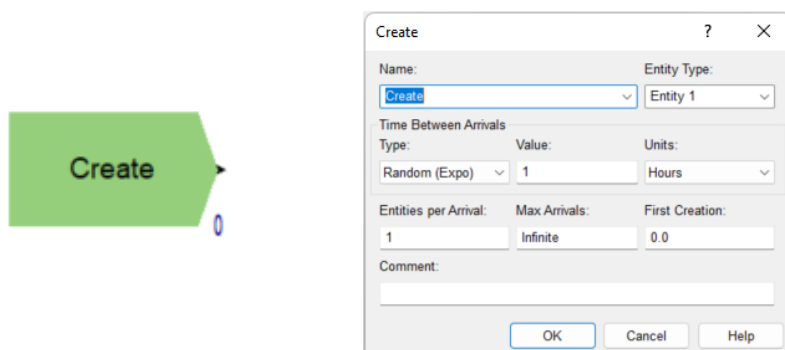 Create
0
Create ? X
Name: Entity Type:
Create Entity 1
Time Between Arrivals
Type: Value: Units:
Random (Expo) 1 Hours
Entities per Arrival: Max Arrivals: First Creation:
1 Infinite 0.0
Comment:
OK Cancel Help